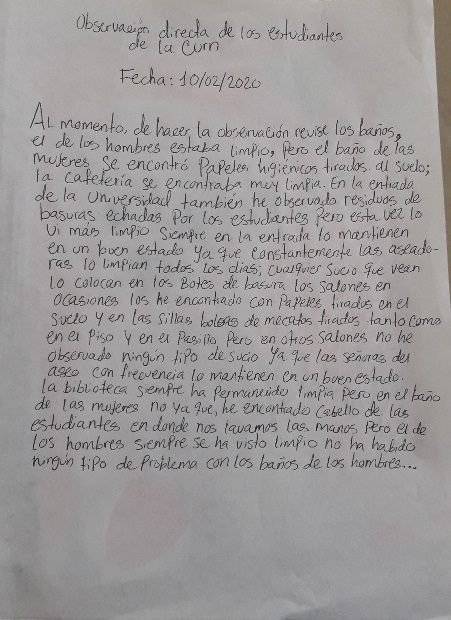 Observación directa de los estudiantes
de la Curn
Fecha: 10/02/2020
AL momento, de hacer la observación revise los baños,
el de los hombres estaba limpio, pero el baño de las
mujeres se encontró Papeles higienicos tirados al suelo;
la cafetería se encontraba muy limpia. En la entrada
de la Universidad también he observado residuos de
basuras echadas Por los estudiantes Pero esta vez lo
vi más limpio siempre en la entrada lo mantienen
en un buen estado ya que constantemente las aseado-
ras lo limpian todos los dias; cualquier sucio que vean
lo colocan en los Botes de basura los salones en
ocasiones los he encontrado con Papeles tirados en el
suelo y en las sillas bolsas de mecatos tirados tanto como
en el Piso y en el Pasillo Pero en otros salones no he
observado ningún tipo de sucio ya que las señoras del
aseo con frecuencia lo mantienen en un buen estado.
la biblioteca siempre ha Permanecido limpia pero en el baño
de las mujeres no ya que, he encontrado cabello de las
estudiantes en donde nos lavamos las manos, Pero el de
los hombres siempre se ha visto limpio no ha habido
ningún tipo de Problema con los baños de los hombres...